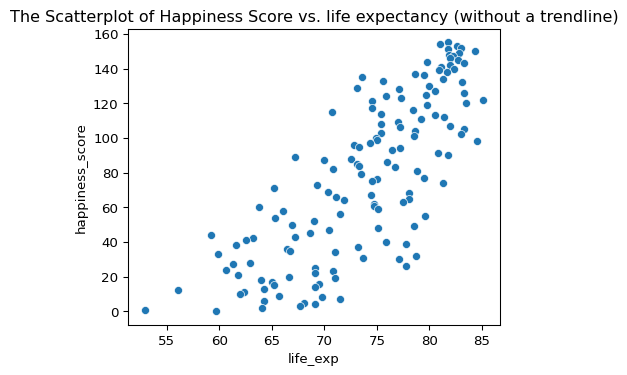 The Scatterplot of Happiness Score vs. life expectancy (without a trendline)
160
140
120
100
80
60
40
20
0
happiness_score
55 60 65 70 75 80 85
life_exp